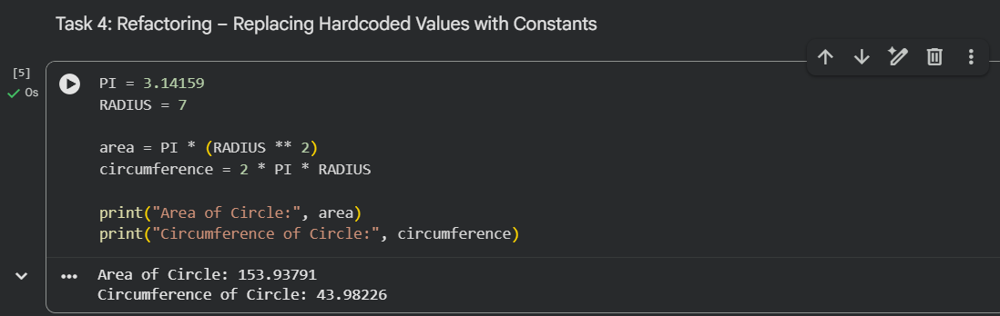 Task 4: Refactoring – Replacing Hardcoded Values with Constants
[5]
0s
PI = 3.14159
RADIUS = 7
area = PI * (RADIUS ** 2)
circumference = 2 * PI * RADIUS
print("Area of Circle:", area)
print("Circumference of Circle:", circumference)
Area of Circle: 153.93791
Circumference of Circle: 43.98226